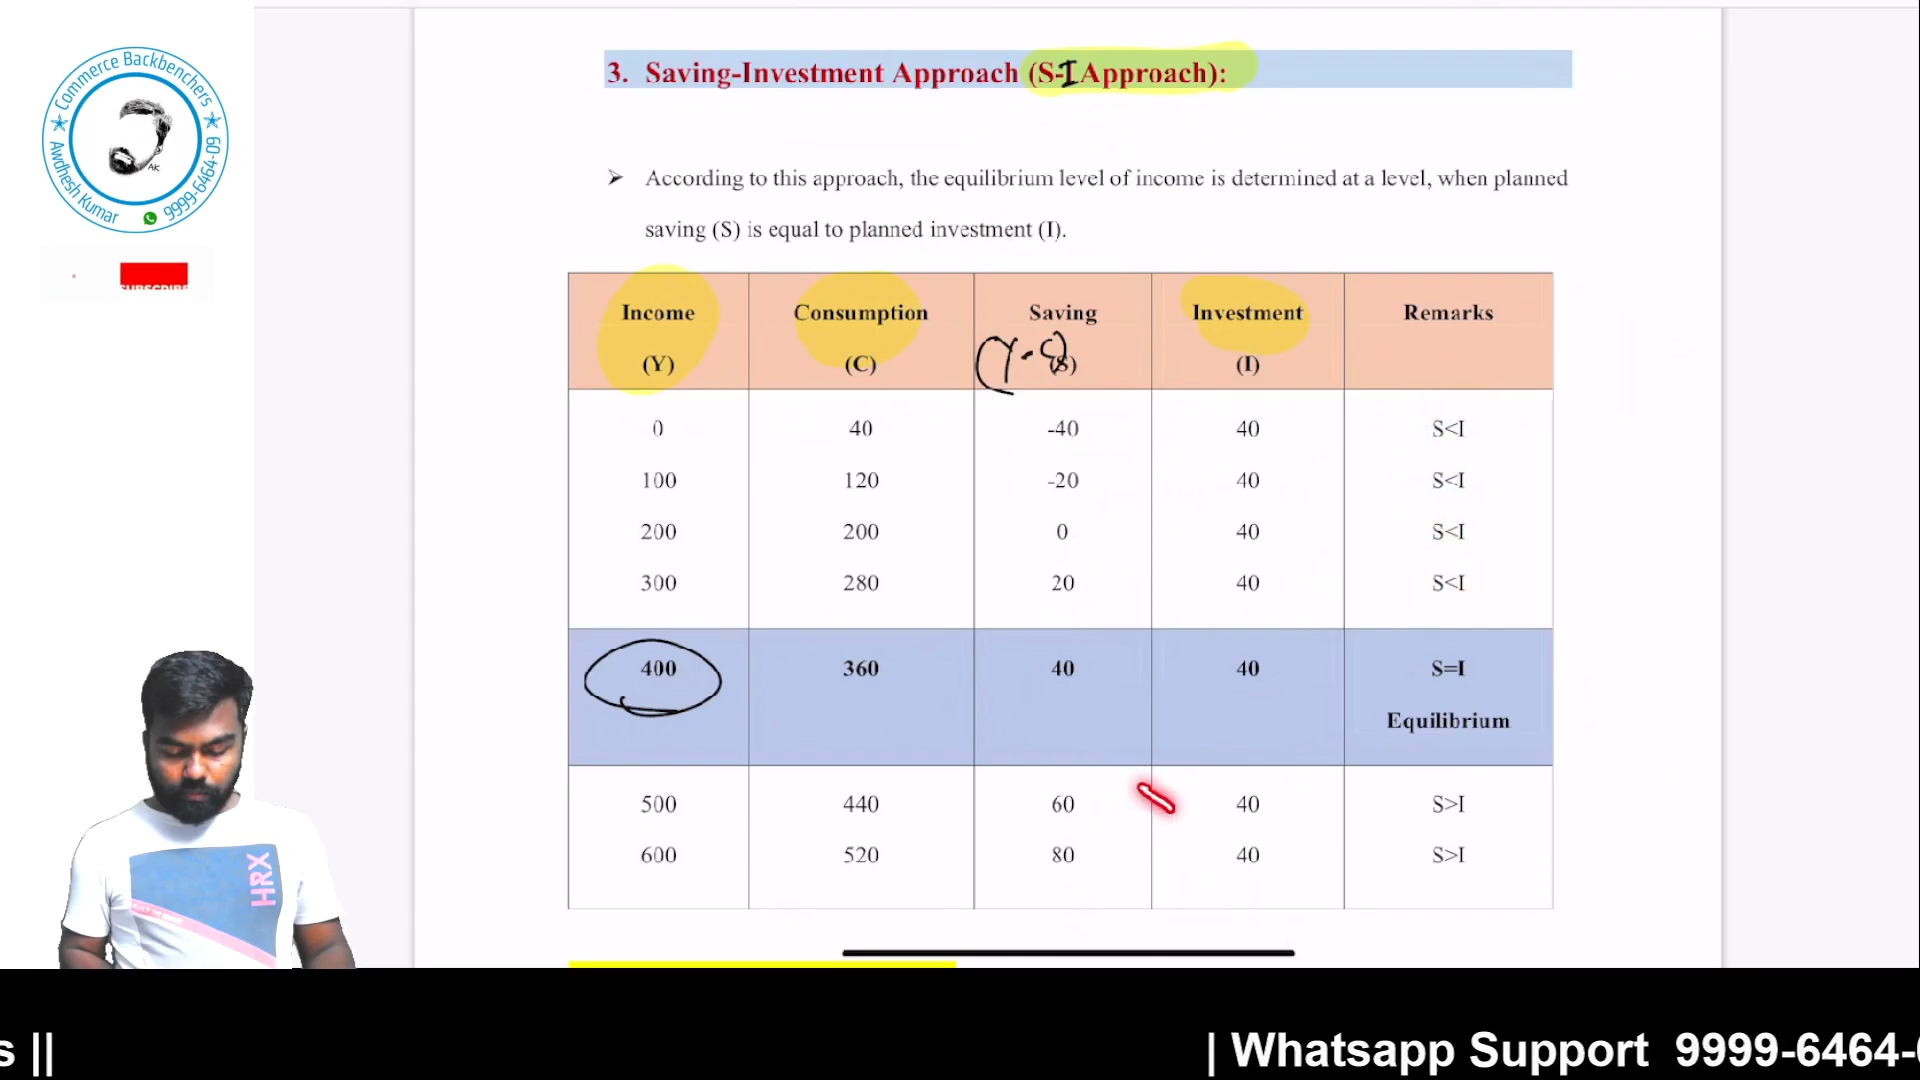 Commerce Backbenchers
AK
Awdhesh Kumar
9999-6464-09
SUBSCRIBE
3. Saving-Investment Approach (S-I Approach):
➢ According to this approach, the equilibrium level of income is determined at a level, when planned
saving (S) is equal to planned investment (I).
Income Consumption Saving Investment Remarks
(Y) (C) (S) (I)
(Y-C)
0 40 -40 40 S<I
100 120 -20 40 S<I
200 200 0 40 S<I
300 280 20 40 S<I
400 360 40 40 S=I
Equilibrium
500 440 60 40 S>I
600 520 80 40 S>I
HRX
s || | Whatsapp Support 9999-6464-